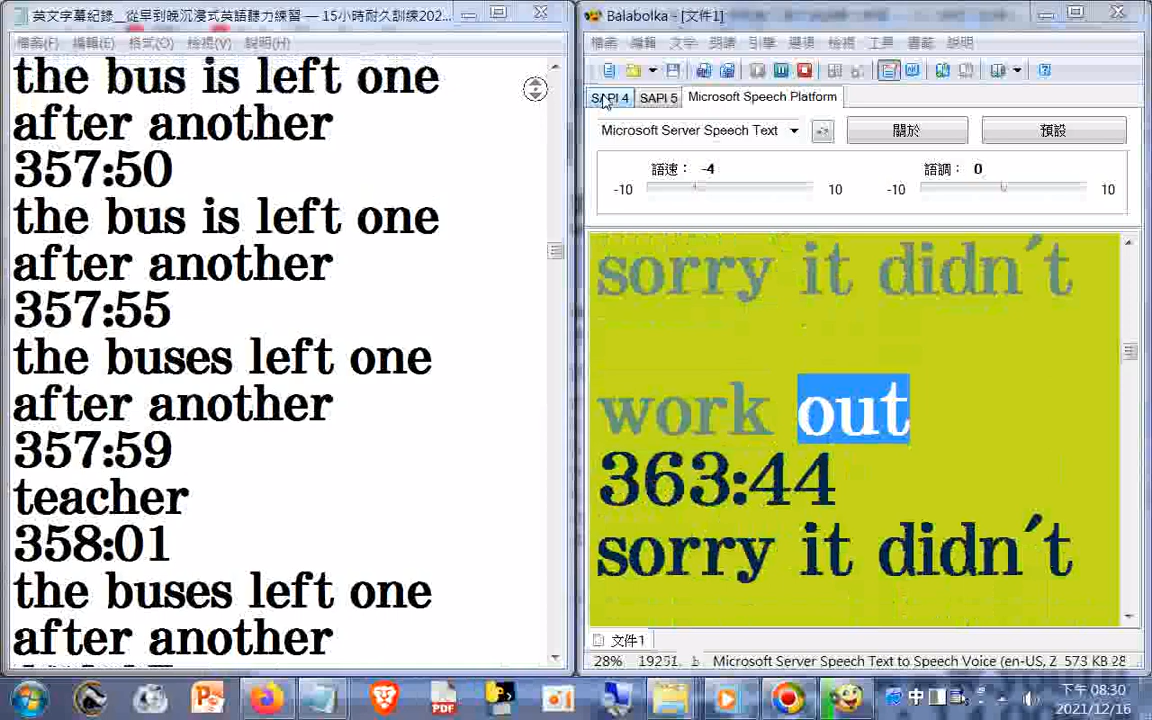 英文字幕紀錄__從早到晚沉浸式英語聽力練習 — 15小時耐久訓練202...
檔案(F) 編輯(E) 格式(O) 檢視(V) 說明(H)
the bus is left one
after another
357:50
the bus is left one
after another
357:55
the buses left one
after another
357:59
teacher
358:01
the buses left one
after another
Balabolka - [文件1]
檔案 編輯 文字 朗讀 引擎 選項 檢視 工具 書籤 說明
SAPI 4 SAPI 5 Microsoft Speech Platform
Microsoft Server Speech Text 關於 預設
語速: -4 語調: 0
-10 10 -10 10
sorry it didn´t
work out
363:44
sorry it didn´t
文件1
28% 19251 Microsoft Server Speech Text to Speech Voice (en-US, Z 573 KB 28
下午 08:30
2021/12/16